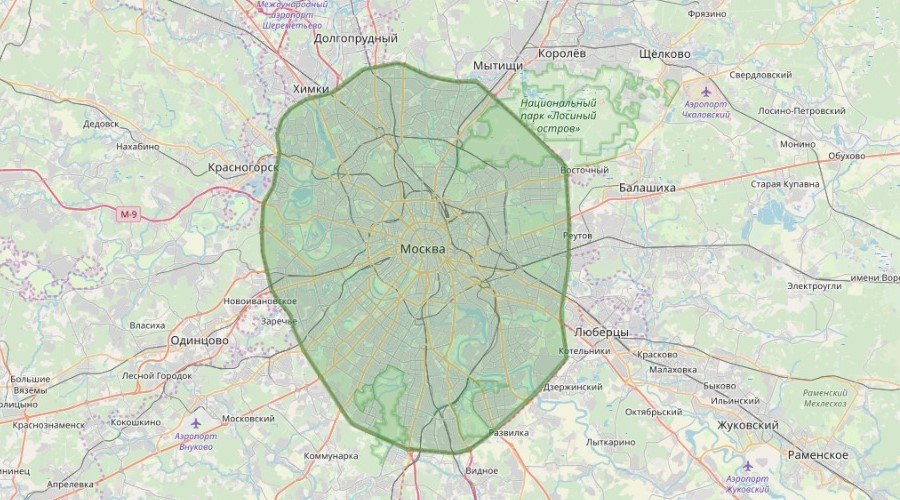 Международный
аэропорт
Шереметьево
Фрязино
Долгопрудный
Королёв
Щёлково
Мытищи
Свердловский
Химки
Национальный
парк «Лосиный
остров»
Аэропорт
Чкаловский
Лосино-Петровский
Дедовск
Нахабино
Монино
Обухово
Красногорск
Восточный
Балашиха
Старая Купавна
М-9
Реутов
Москва
имени Воро
Электроугли
Новоивановское
Заречье
Власиха
Одинцово
Люберцы
Котельники
Красково
Малаховка
Большие
Вязёмы
Лесной Городок
Дзержинский
Быково
Ильинский
Раменский
Мехлесхоз
олицыно
Краснознаменск
Кокошкино
Московский
Октябрьский
Жуковский
Аэропорт
Внуково
Развилка
Лыткарино
Коммунарка
Раменское
нинец
Видное
Апрелевка
Аэропорт
Жуковский